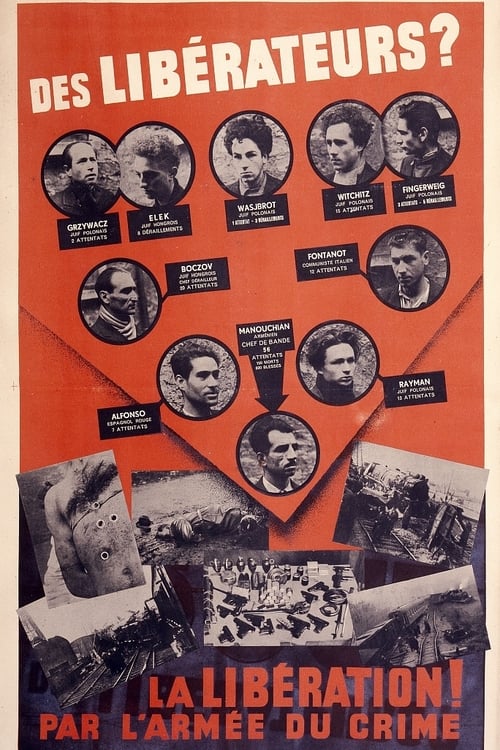 DES LIBÉRATEURS?
GRZYWACZ
JUIF POLONAIS
2 ATTENTATS
ELEK
JUIF HONGROIS
8 DÉRAILLEMENTS
WASJBROT
JUIF POLONAIS
1 ATTENTAT - 3 DÉRAILLEMENTS
WITCHITZ
JUIF POLONAIS
15 ATTENTATS
FINGERWEIG
JUIF POLONAIS
3 ATTENTATS - 5 DÉRAILLEMENTS
BOCZOV
JUIF HONGROIS
CHEF DÉRAILLEUR
20 ATTENTATS
FONTANOT
COMMUNISTE ITALIEN
12 ATTENTATS
MANOUCHIAN
ARMÉNIEN
CHEF DE BANDE
56
ATTENTATS
150 MORTS
600 BLESSÉS
ALFONSO
ESPAGNOL ROUGE
7 ATTENTATS
RAYMAN
JUIF POLONAIS
13 ATTENTATS
LA LIBÉRATION!
PAR L'ARMÉE DU CRIME